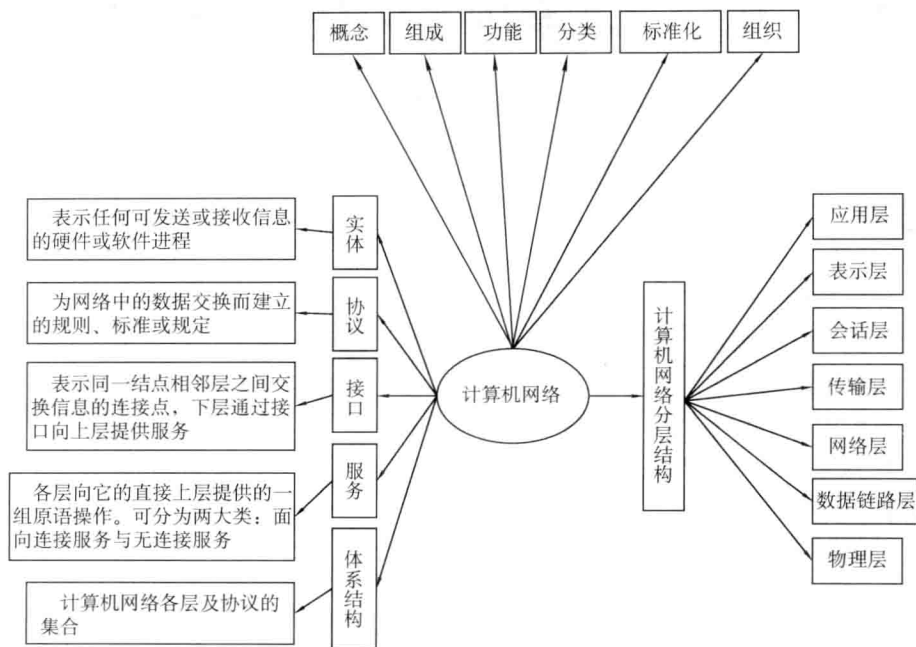 概念
组成
功能
分类
标准化
组织
表示任何可发送或接收信息
的硬件或软件进程
实体
为网络中的数据交换而建立
的规则、标准或规定
协议
表示同一结点相邻层之间交
换信息的连接点，下层通过接
口向上层提供服务
接口
各层向它的直接上层提供的一
组原语操作。可分为两大类：面
向连接服务与无连接服务
服务
计算机网络各层及协议的
集合
体系结构
计算机网络
计算机网络分层结构
应用层
表示层
会话层
传输层
网络层
数据链路层
物理层